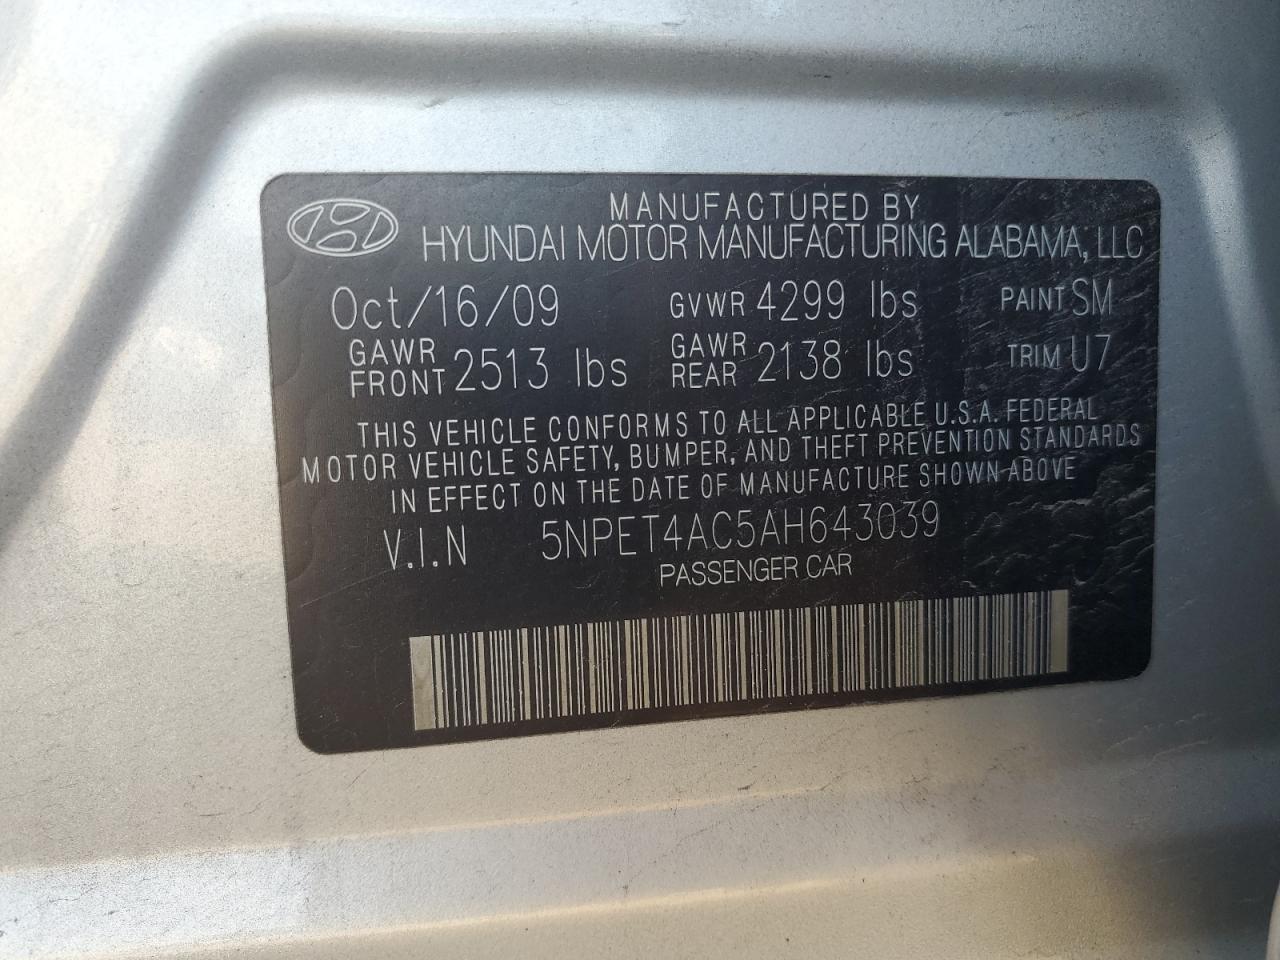 MANUFACTURED BY
HYUNDAI MOTOR MANUFACTURING ALABAMA, LLC
Oct/16/09 GVWR 4299 lbs PAINT SM
GAWR FRONT 2513 lbs GAWR REAR 2138 lbs TRIM U7
THIS VEHICLE CONFORMS TO ALL APPLICABLE U.S.A. FEDERAL
MOTOR VEHICLE SAFETY, BUMPER, AND THEFT PREVENTION STANDARDS
IN EFFECT ON THE DATE OF MANUFACTURE SHOWN ABOVE
V.I.N 5NPET4AC5AH643039
PASSENGER CAR